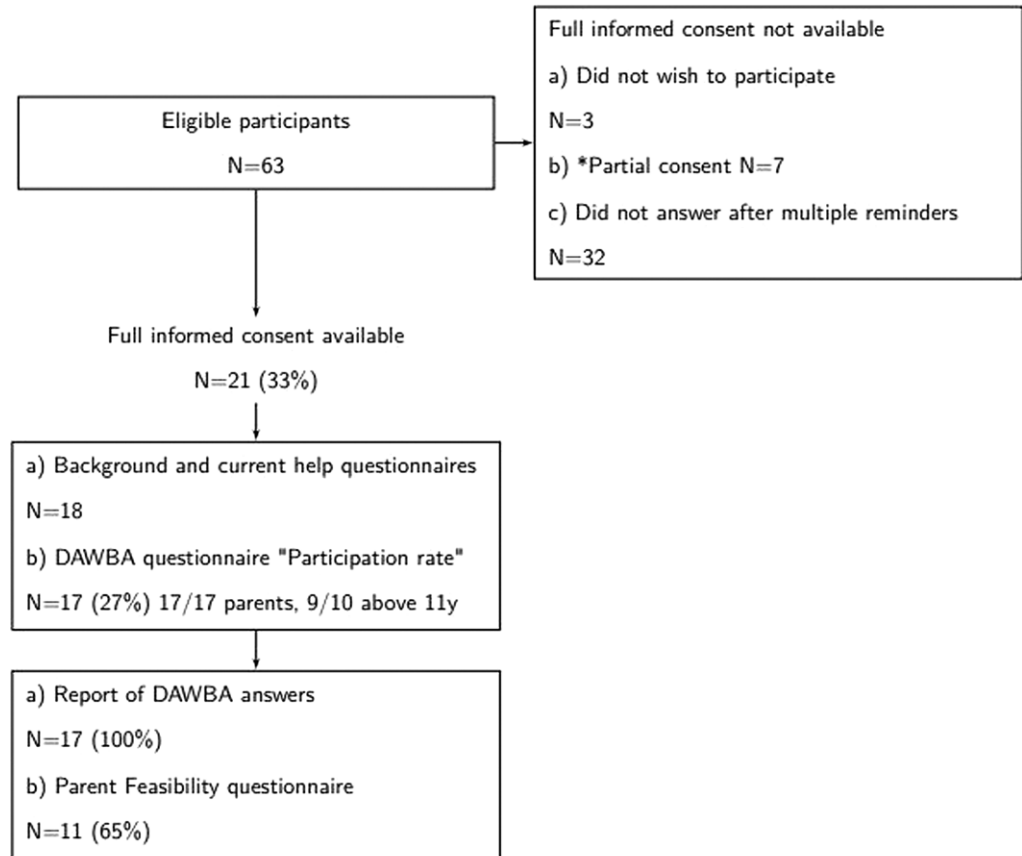 Full informed consent not available
a) Did not wish to participate
N=3
b) *Partial consent N=7
c) Did not answer after multiple reminders
N=32
Eligible participants
N=63
Full informed consent available
N=21 (33%)
a) Background and current help questionnaires
N=18
b) DAWBA questionnaire "Participation rate"
N=17 (27%) 17/17 parents, 9/10 above 11y
a) Report of DAWBA answers
N=17 (100%)
b) Parent Feasibility questionnaire
N=11 (65%)